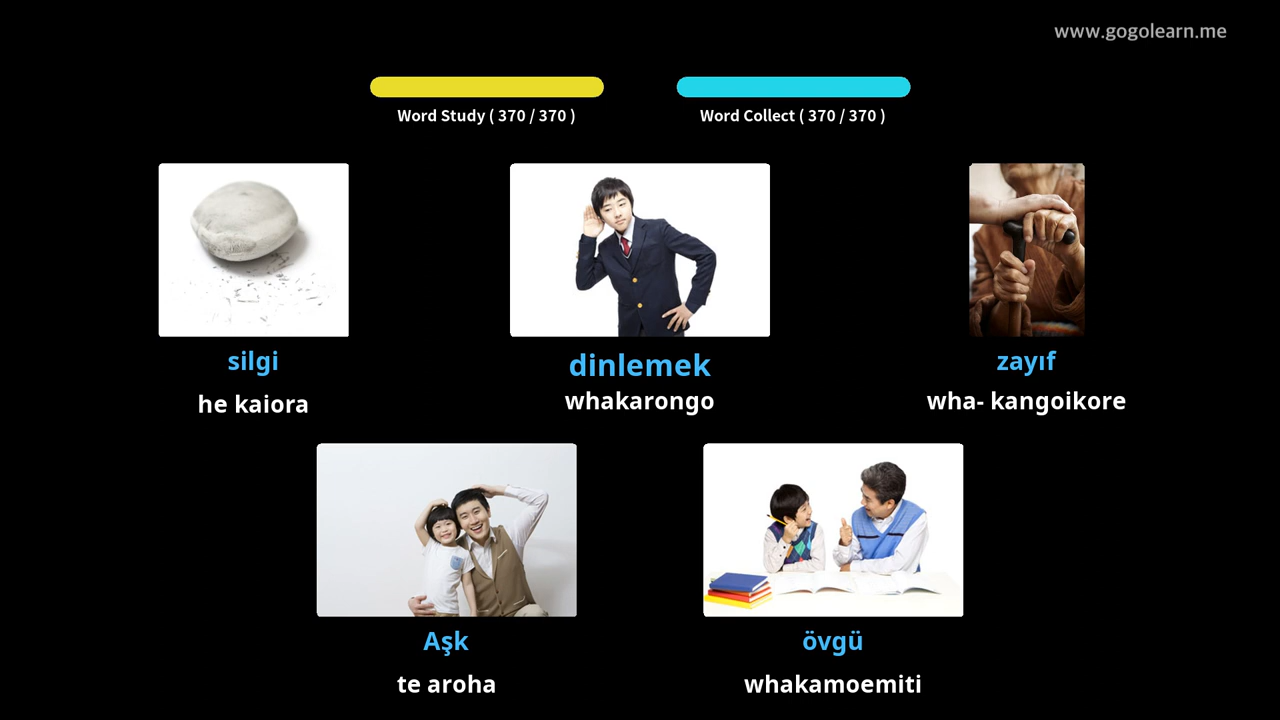 www.gogolearn.me
Word Study ( 370 / 370 )
Word Collect ( 370 / 370 )
silgi
he kaiora
dinlemek
whakarongo
zayıf
wha- kangoikore
Aşk
te aroha
övgü
whakamoemiti